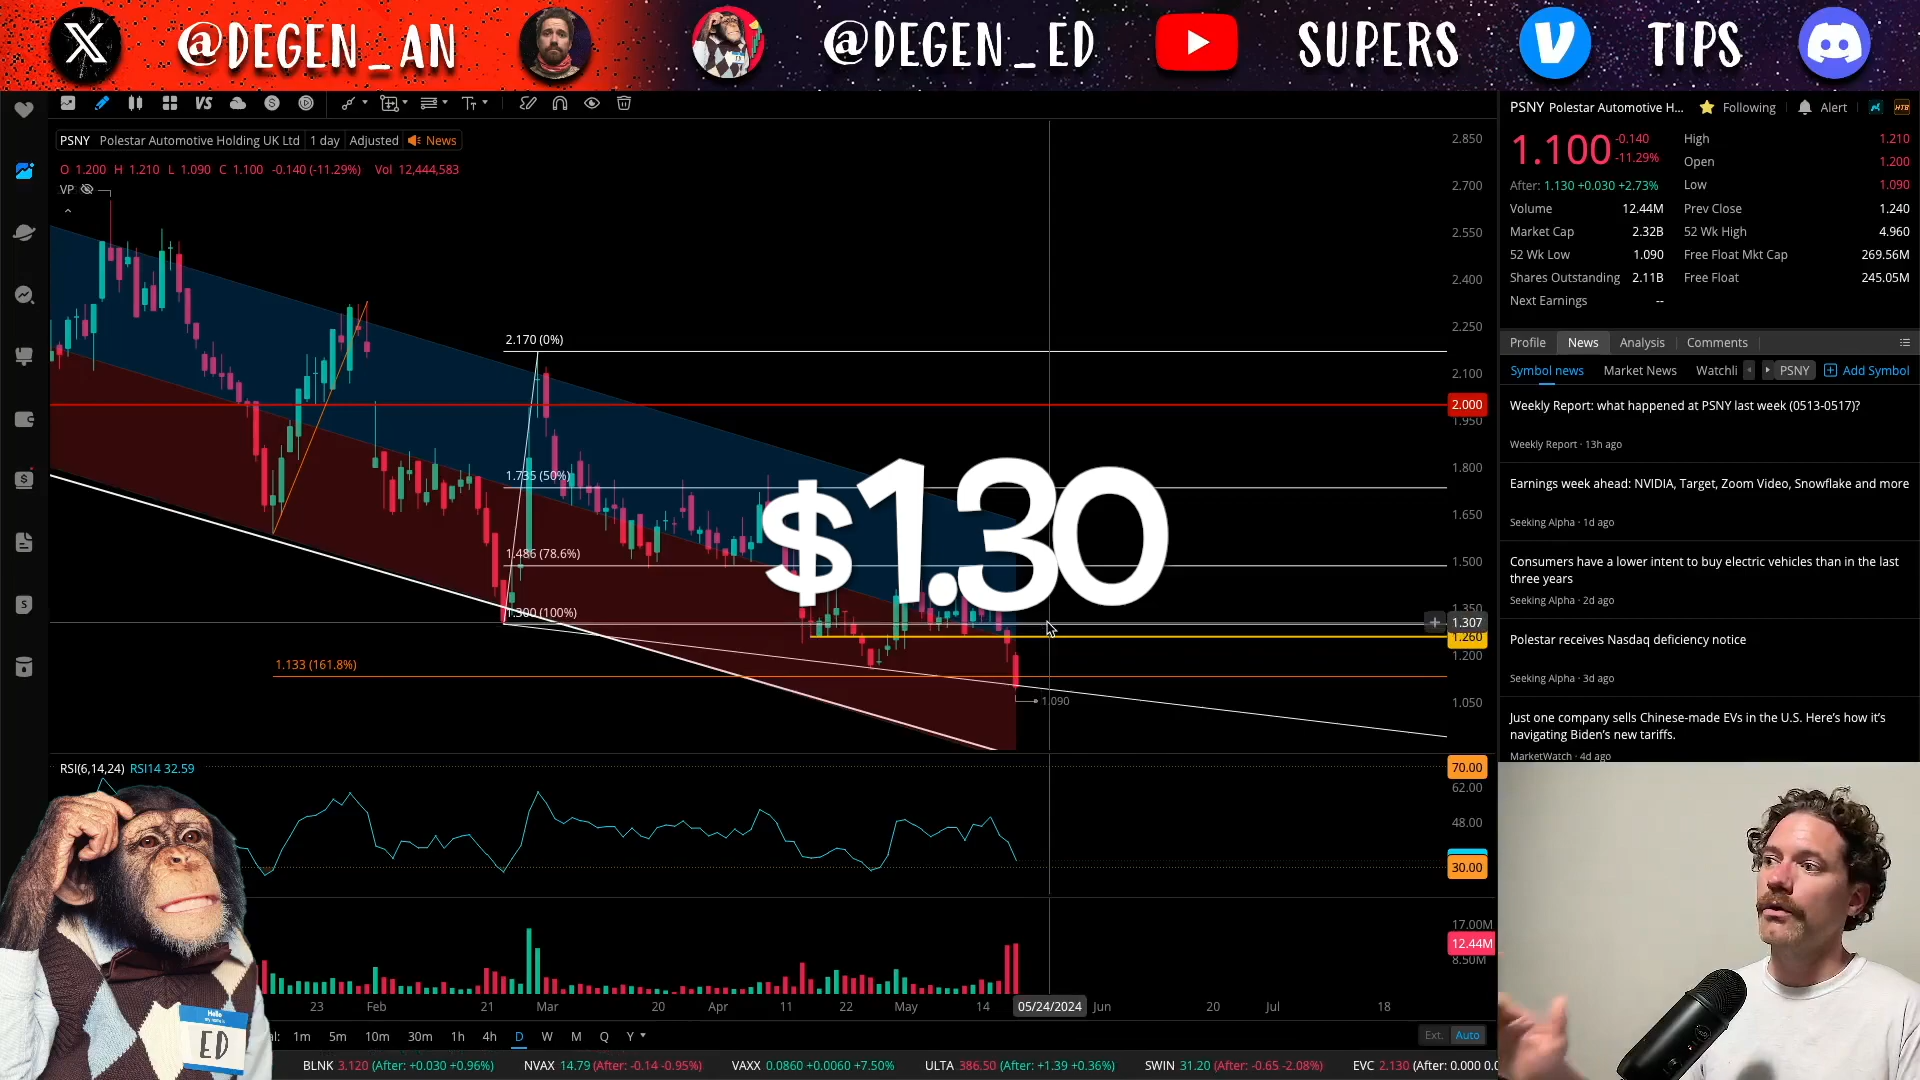 @DEGEN_AN @DEGEN_ED SUPERS TIPS
VS
PSNY Polestar Automotive Holding UK Ltd 1 day Adjusted News
O 1.200 H 1.210 L 1.090 C 1.100 -0.140 (-11.29%) Vol 12,444,583
VP
2.170 (0%)
1.735 (50%)
1.486 (78.6%)
1.300 (100%)
1.133 (161.8%)
1.090
$1.30
2.850
2.700
2.550
2.400
2.250
2.100
2.000
1.950
1.800
1.650
1.500
1.350
1.307
1.260
1.200
1.050
RSI(6,14,24) RSI14 32.59
70.00
62.00
48.00
30.00
17.00M
12.44M
8.50M
23 Feb 21 Mar 20 Apr 11 22 May 14 05/24/2024 Jun 20 Jul 18
1m 5m 10m 30m 1h 4h D W M Q Y
Ext. Auto
Hello
ED
BLNK 3.120 (After: +0.030 +0.96%) NVAX 14.79 (After: -0.14 -0.95%) VAXX 0.0860 +0.0060 +7.50% ULTA 386.50 (After: +1.39 +0.36%) SWIN 31.20 (After: -0.65 -2.08%) EVC 2.130 (After: 0.000 0.0
PSNY Polestar Automotive H... Following Alert HTB
1.100 -0.140
-11.29%
After: 1.130 +0.030 +2.73%
High 1.210
Open 1.200
Low 1.090
Volume 12.44M Prev Close 1.240
Market Cap 2.32B 52 Wk High 4.960
52 Wk Low 1.090 Free Float Mkt Cap 269.56M
Shares Outstanding 2.11B Free Float 245.05M
Next Earnings --
Profile News Analysis Comments
Symbol news Market News Watchli PSNY Add Symbol
Weekly Report: what happened at PSNY last week (0513-0517)?
Weekly Report · 13h ago
Earnings week ahead: NVIDIA, Target, Zoom Video, Snowflake and more
Seeking Alpha · 1d ago
Consumers have a lower intent to buy electric vehicles than in the last
three years
Seeking Alpha · 2d ago
Polestar receives Nasdaq deficiency notice
Seeking Alpha · 3d ago
Just one company sells Chinese-made EVs in the U.S. Here's how it's
navigating Biden's new tariffs.
MarketWatch · 4d ago